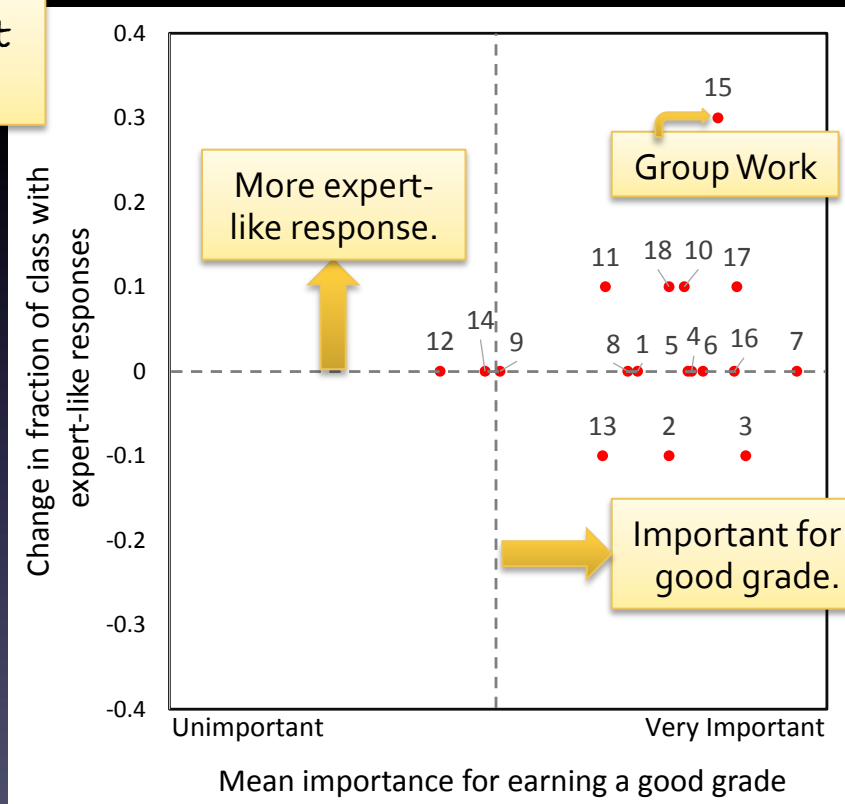 t
0.4
15
0.3
Group Work
More expert-
like response.
0.2
11 18 10 17
0.1
12 14 9 8 1 5 4 6 16 7
0
13 2 3
-0.1
Important for
good grade.
-0.2
-0.3
-0.4
Unimportant Very Important
Change in fraction of class with
expert-like responses
Mean importance for earning a good grade